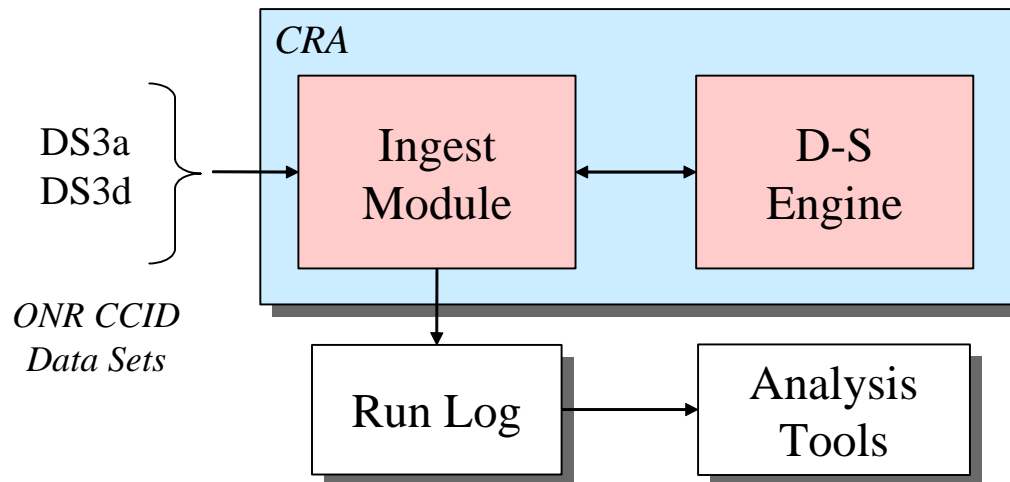 CRA
DS3a
DS3d
Ingest
Module
D-S
Engine
ONR CCID
Data Sets
Run Log
Analysis
Tools